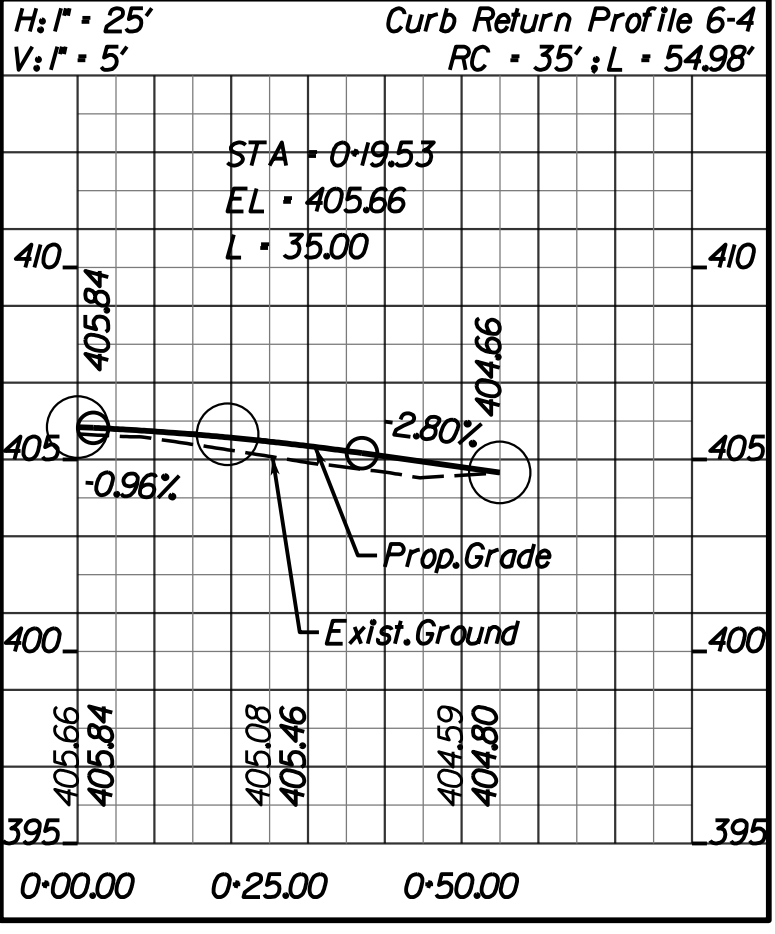 H: 1" = 25'
Curb Return Profile 6-4
V: 1" = 5'
RC = 35' ; L = 54.98'
STA = 0+19.53
EL = 405.66
L = 35.00
410
410
405.84
404.66
-2.80%
405
405
-0.96%
Prop. Grade
Exist. Ground
400
400
405.66
405.84
405.08
405.46
404.59
404.80
395
395
0+00.00
0+25.00
0+50.00